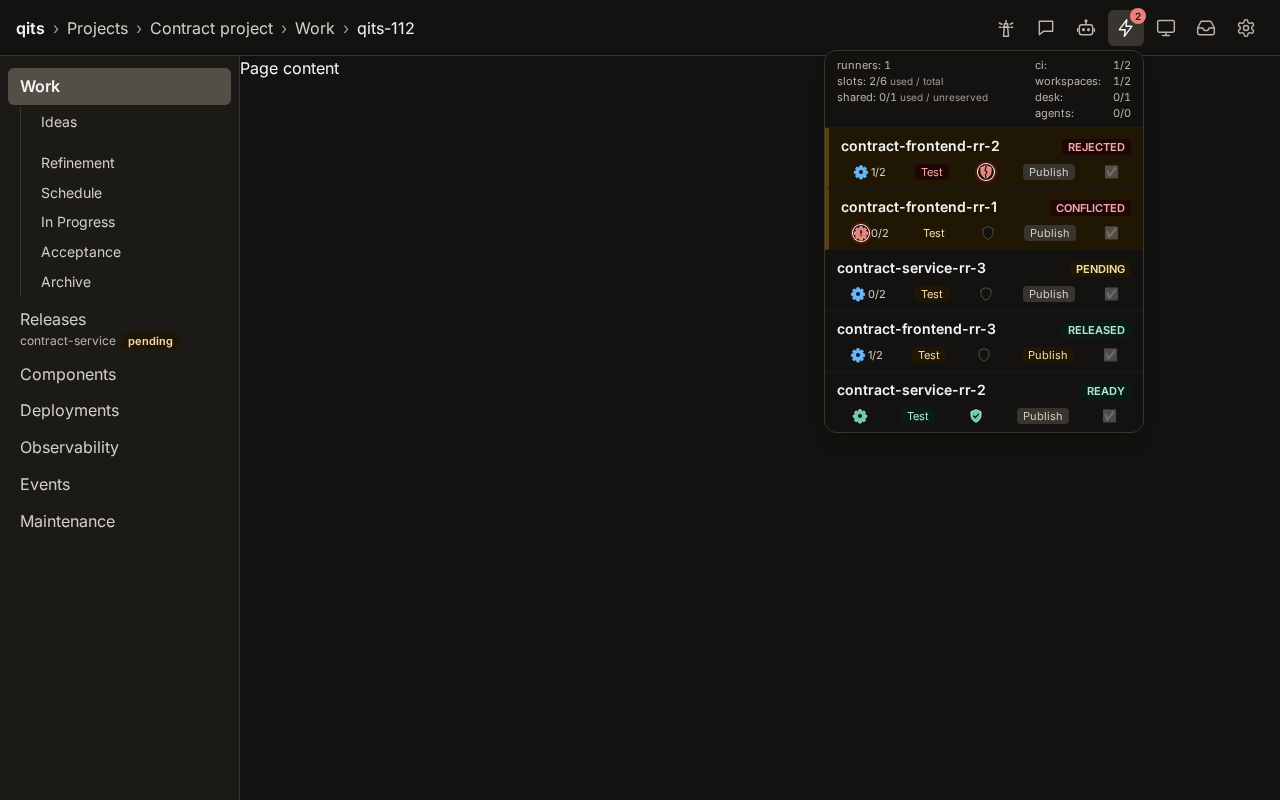 qits › Projects › Contract project › Work › qits-112
2
Work
Ideas
Refinement
Schedule
In Progress
Acceptance
Archive
Releases
contract-service pending
Components
Deployments
Observability
Events
Maintenance
Page content
runners: 1
slots: 2/6 used / total
shared: 0/1 used / unreserved
ci: 1/2
workspaces: 1/2
desk: 0/1
agents: 0/0
contract-frontend-rr-2 REJECTED
1/2 Test Publish
contract-frontend-rr-1 CONFLICTED
0/2 Test Publish
contract-service-rr-3 PENDING
0/2 Test Publish
contract-frontend-rr-3 RELEASED
1/2 Test Publish
contract-service-rr-2 READY
Test Publish